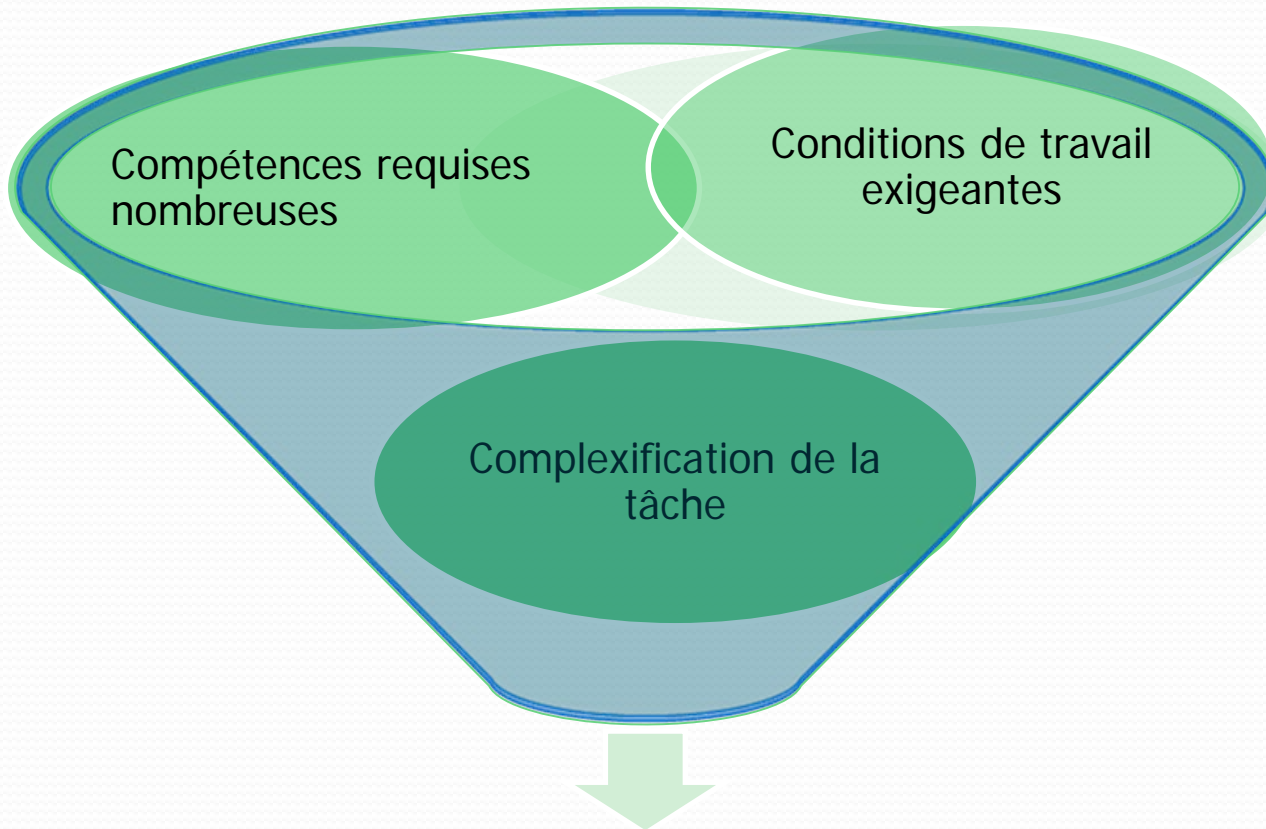 Compétences requises
nombreuses
Conditions de travail
exigeantes
Complexification de la
tâche